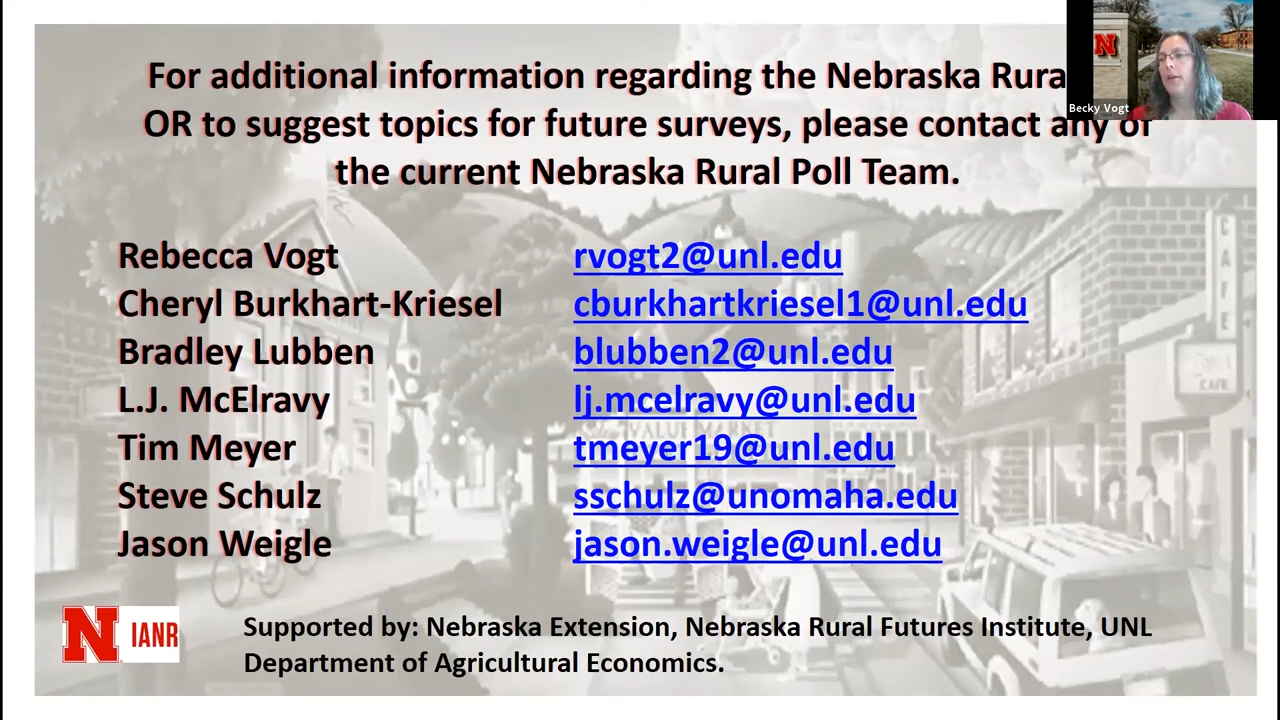 For additional information regarding the Nebraska Rura
OR to suggest topics for future surveys, please contact any of
the current Nebraska Rural Poll Team.
N
Becky Vogt
Rebecca Vogt rvogt2@unl.edu
Cheryl Burkhart-Kriesel cburkhartkriesel1@unl.edu
Bradley Lubben blubben2@unl.edu
L.J. McElravy lj.mcelravy@unl.edu
Tim Meyer tmeyer19@unl.edu
Steve Schulz sschulz@unomaha.edu
Jason Weigle jason.weigle@unl.edu
CAFE
CAFE
VALUE MARKET
N IANR
Supported by: Nebraska Extension, Nebraska Rural Futures Institute, UNL
Department of Agricultural Economics.